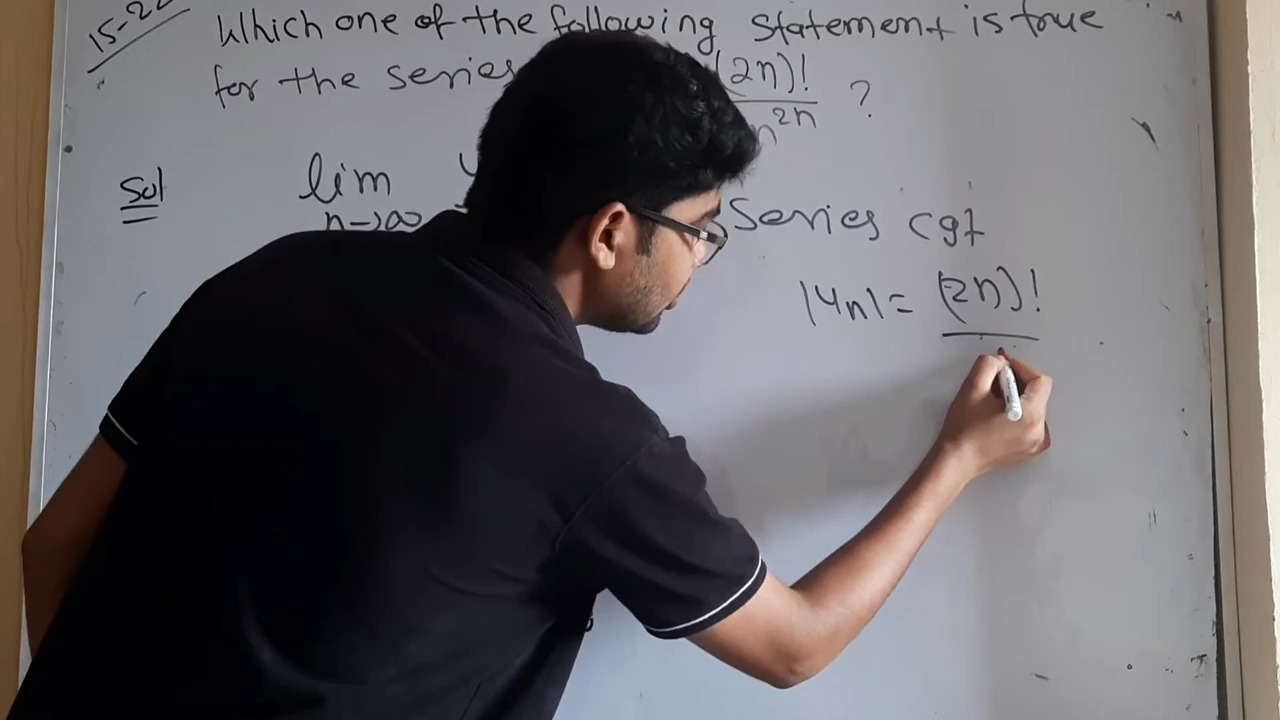 15-22
Which one of the following statement is true
for the series (2n)! / n^2n ?
Sol lim
n→∞ Series cgt
|Un| = (2n)!